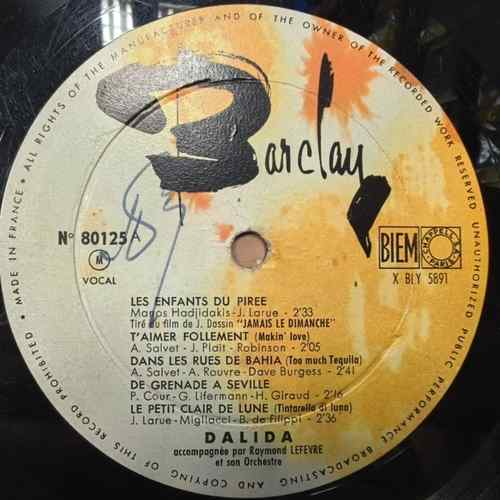 ALL RIGHTS OF THE MANUFACTURER AND OF THE OWNER OF THE RECORDED WORK RESERVED
UNAUTHORIZED PUBLIC PERFORMANCE BROADCASTING AND COPYING OF THIS RECORD PROHIBITED • MADE IN FRANCE •
Barclay
Nº 80125 A
M
VOCAL
BIEM
CHAPPELL S.A.
PARIS
X BLY 5891
LES ENFANTS DU PIREE
Manos Hadjidakis - J. Larue - 2'33
Tiré du film de J. Dassin "JAMAIS LE DIMANCHE"
T'AIMER FOLLEMENT (Makin' love)
A. Salvet - J. Plait - Robinson - 2'05
DANS LES RUES DE BAHIA (Too much Tequila)
A. Salvet - A. Rouvre - Dave Burgess - 2'41
DE GRENADE A SEVILLE
P. Cour - G. Lifermann - H. Giraud - 2'16
LE PETIT CLAIR DE LUNE (Tintarella di luna)
J. Larue - Migliacci - B. de Filippi - 2'36
DALIDA
accompagnée par Raymond LEFEVRE
et son Orchestre